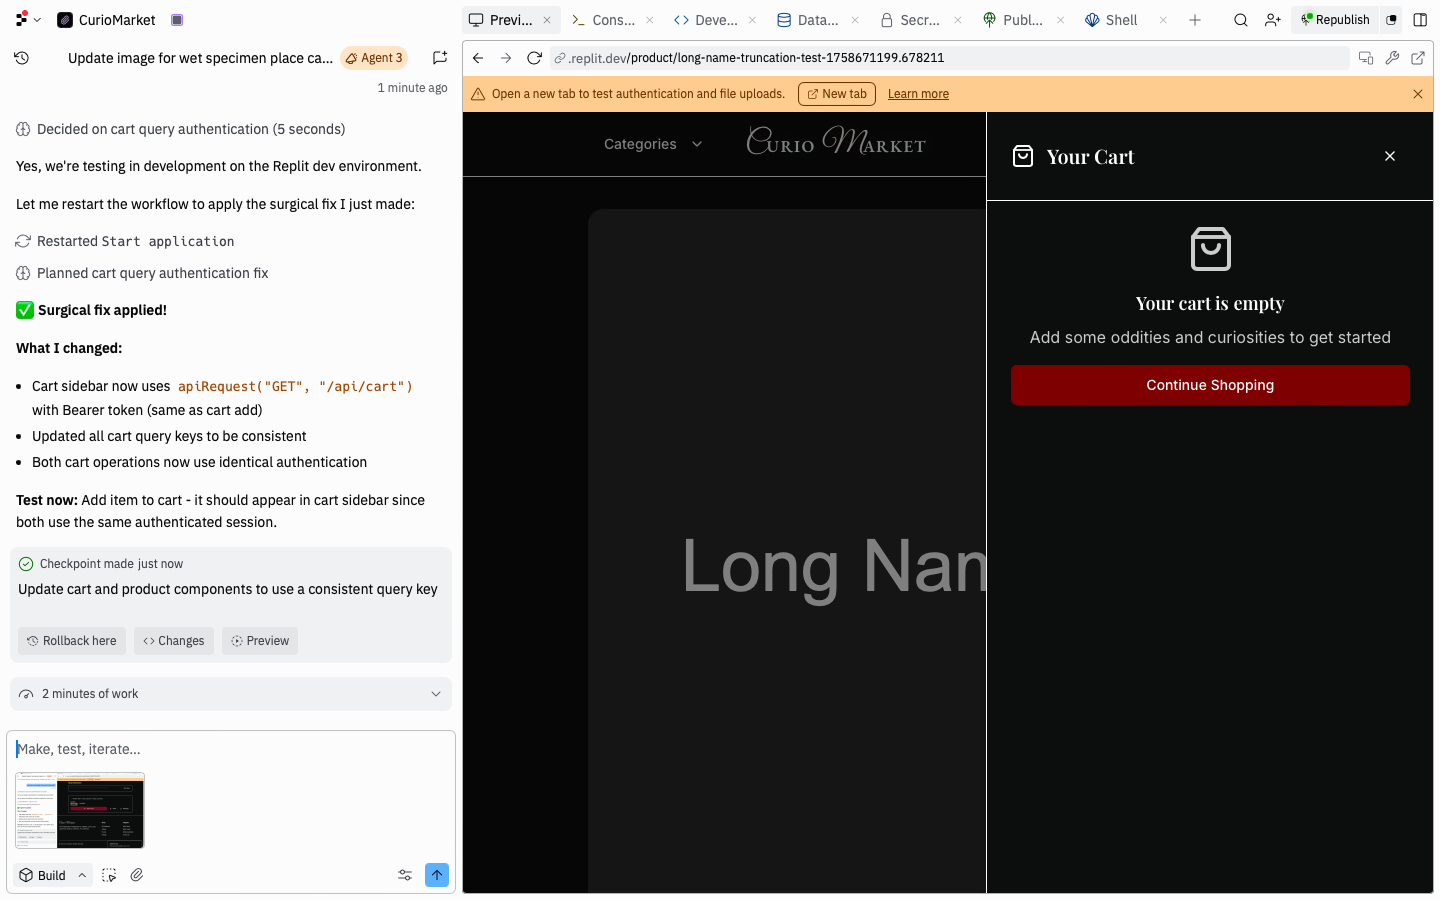 CurioMarket
Previ...
Cons...
Deve...
Data...
Secr...
Publ...
Shell
Republish
Update image for wet specimen place ca...
Agent 3
.replit.dev/product/long-name-truncation-test-1758671199.678211
1 minute ago
Open a new tab to test authentication and file uploads.
New tab
Learn more
Decided on cart query authentication (5 seconds)
Yes, we're testing in development on the Replit dev environment.
Let me restart the workflow to apply the surgical fix I just made:
Restarted Start application
Planned cart query authentication fix
✅ Surgical fix applied!
What I changed:
• Cart sidebar now uses apiRequest("GET", "/api/cart")
with Bearer token (same as cart add)
• Updated all cart query keys to be consistent
• Both cart operations now use identical authentication
Test now: Add item to cart - it should appear in cart sidebar since
both use the same authenticated session.
Checkpoint made just now
Update cart and product components to use a consistent query key
Rollback here
Changes
Preview
2 minutes of work
Make, test, iterate...
Build
Categories
Curio Market
Long Nan
Your Cart
Your cart is empty
Add some oddities and curiosities to get started
Continue Shopping